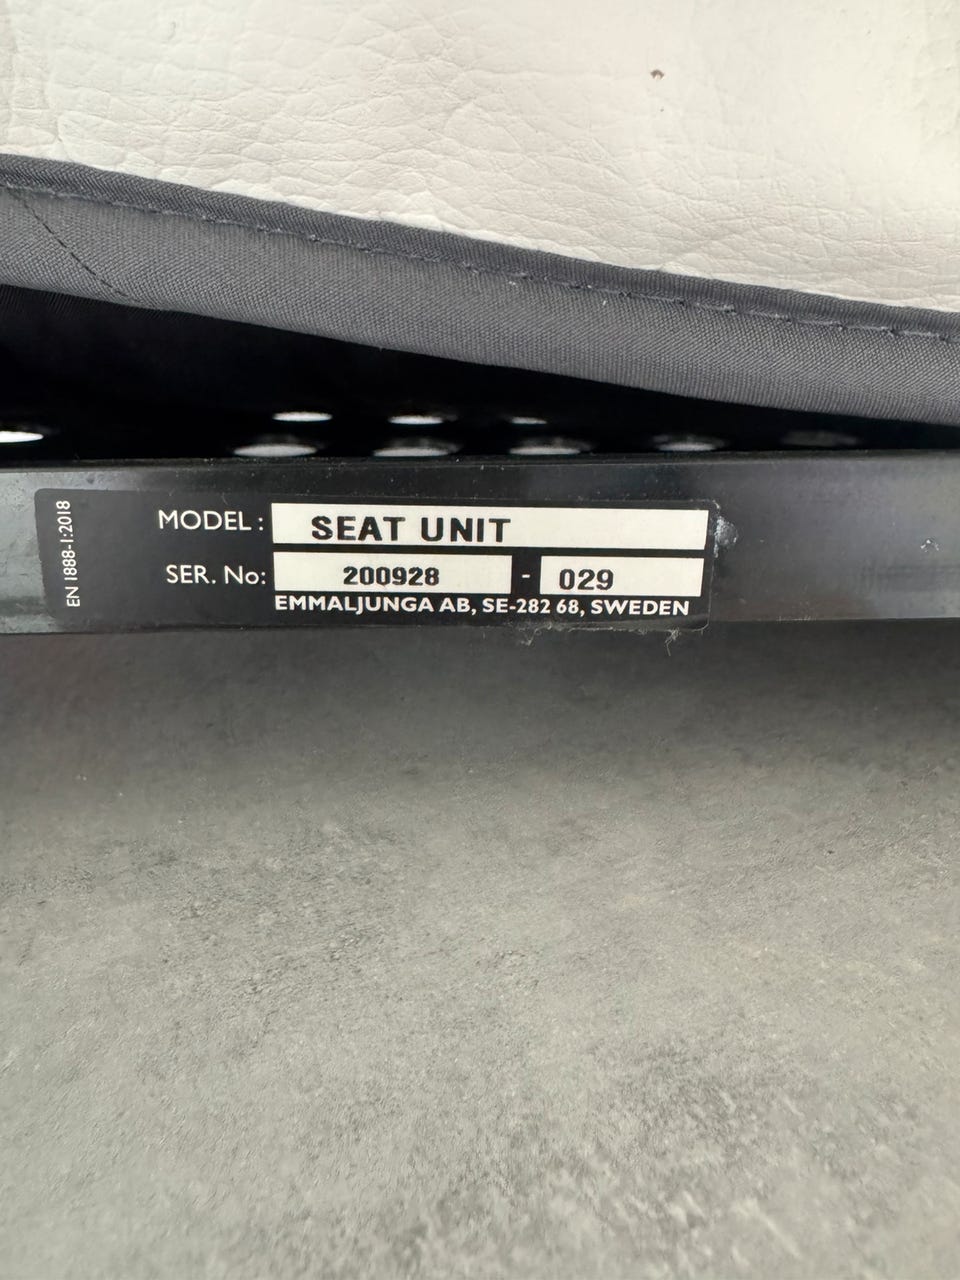 EN 1888-1:2018
MODEL: SEAT UNIT
SER. No: 200928 - 029
EMMALJUNGA AB, SE-282 68, SWEDEN